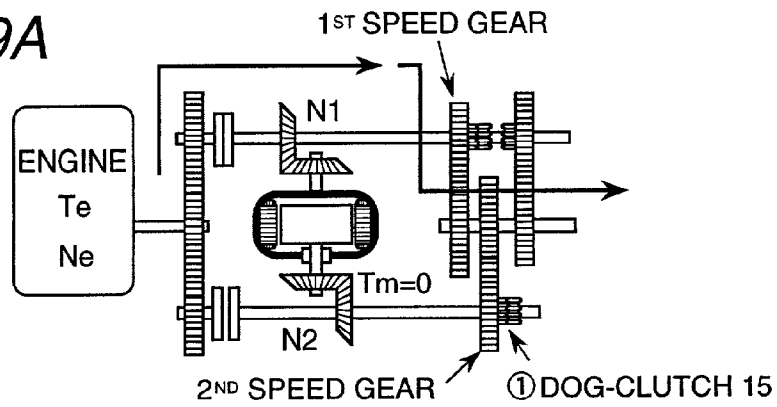 9A
1ST SPEED GEAR
N1
ENGINE
Te
Ne
Tm=0
N2
2ND SPEED GEAR
①DOG-CLUTCH 15